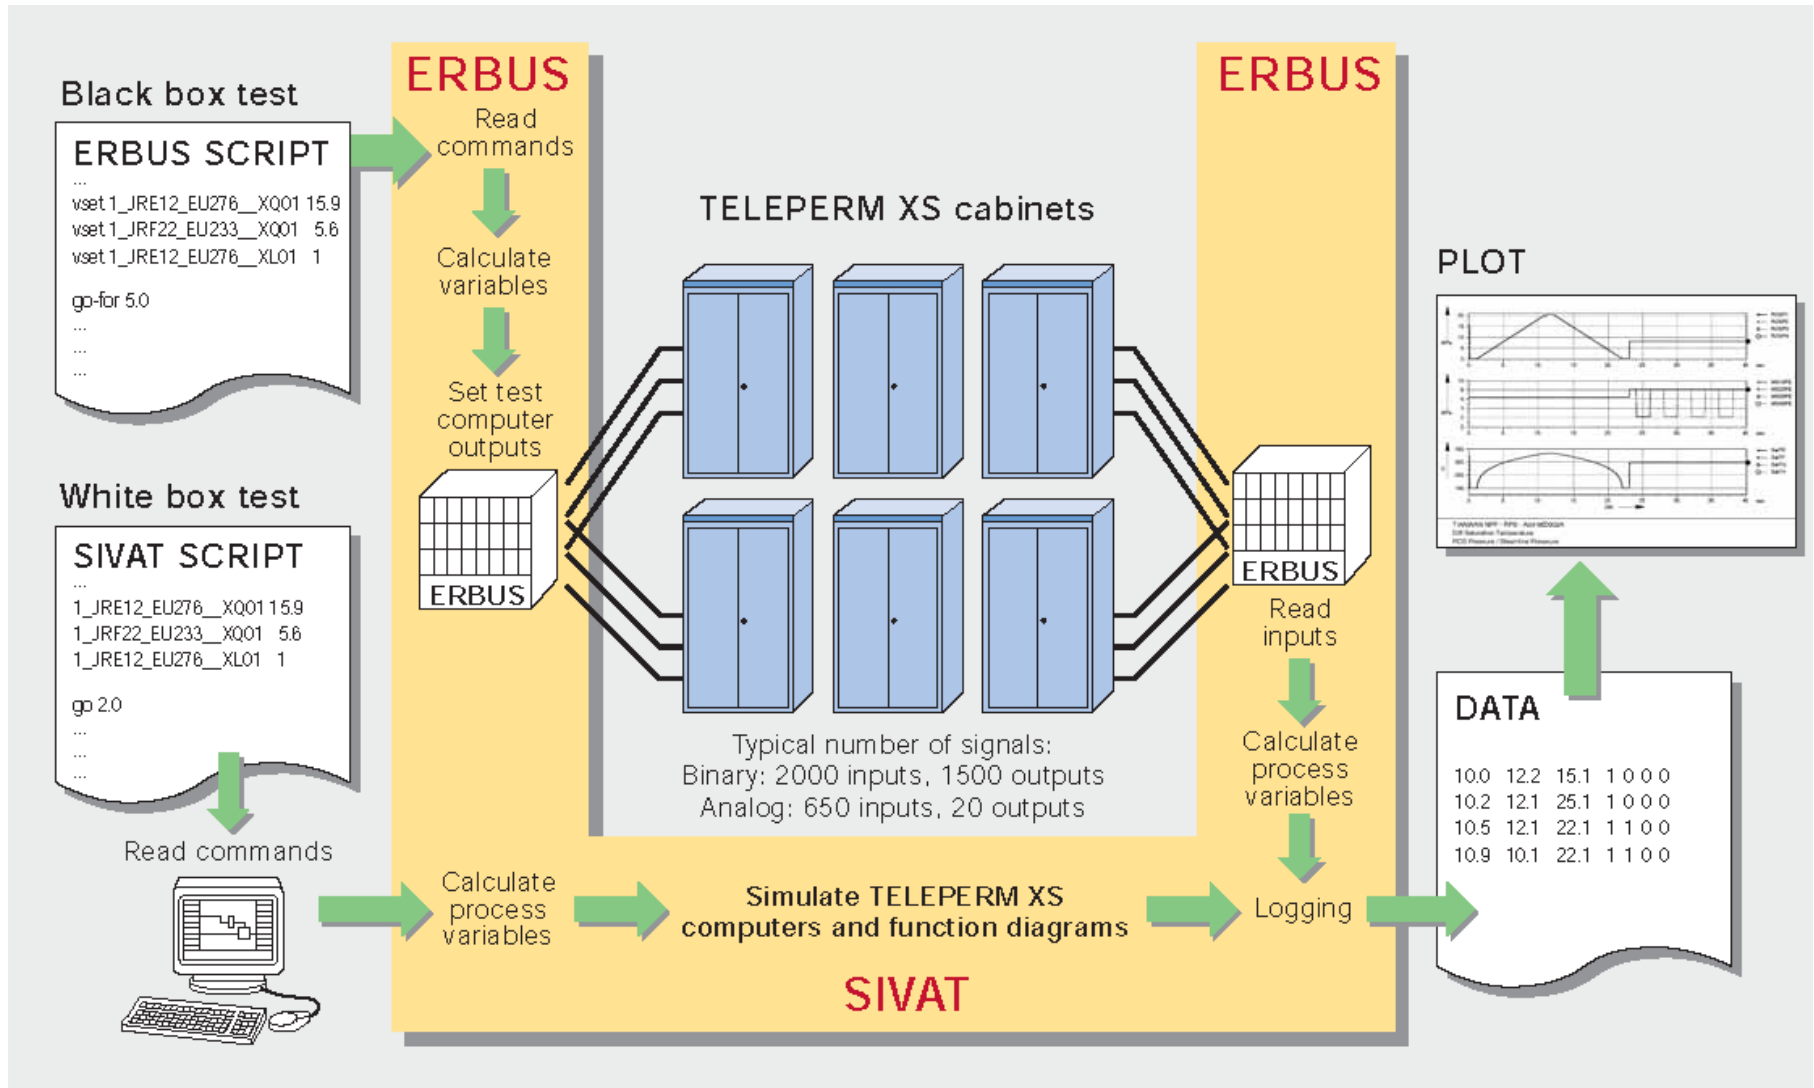 Black box test
ERBUS SCRIPT
...
vset 1_JRE12_EU276__XQ01 15.9
vset 1_JRF22_EU233__XQ01 5.6
vset 1_JRE12_EU276__XL01 1
go-for 5.0
...
...
...
White box test
SIVAT SCRIPT
...
1_JRE12_EU276__XQ01 15.9
1_JRF22_EU233__XQ01 5.6
1_JRE12_EU276__XL01 1
go 2.0
...
...
...
Read commands
ERBUS
Read
commands
Calculate
variables
Set test
computer
outputs
ERBUS
TELEPERM XS cabinets
Typical number of signals:
Binary: 2000 inputs, 1500 outputs
Analog: 650 inputs, 20 outputs
ERBUS
ERBUS
Read
inputs
Calculate
process
variables
Logging
Calculate
process
variables
Simulate TELEPERM XS
computers and function diagrams
SIVAT
PLOT
DATA
10.0 12.2 15.1 1 0 0 0
10.2 12.1 25.1 1 0 0 0
10.5 12.1 22.1 1 1 0 0
10.9 10.1 22.1 1 1 0 0